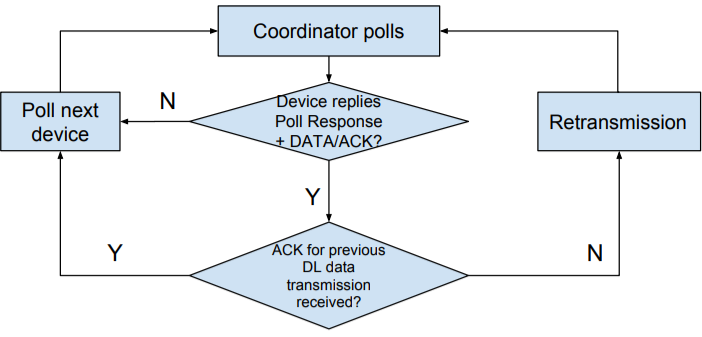 Coordinator polls
Poll next
device
N
Device replies
Poll Response
+ DATA/ACK?
Retransmission
Y
Y
ACK for previous
DL data
transmission
received?
N